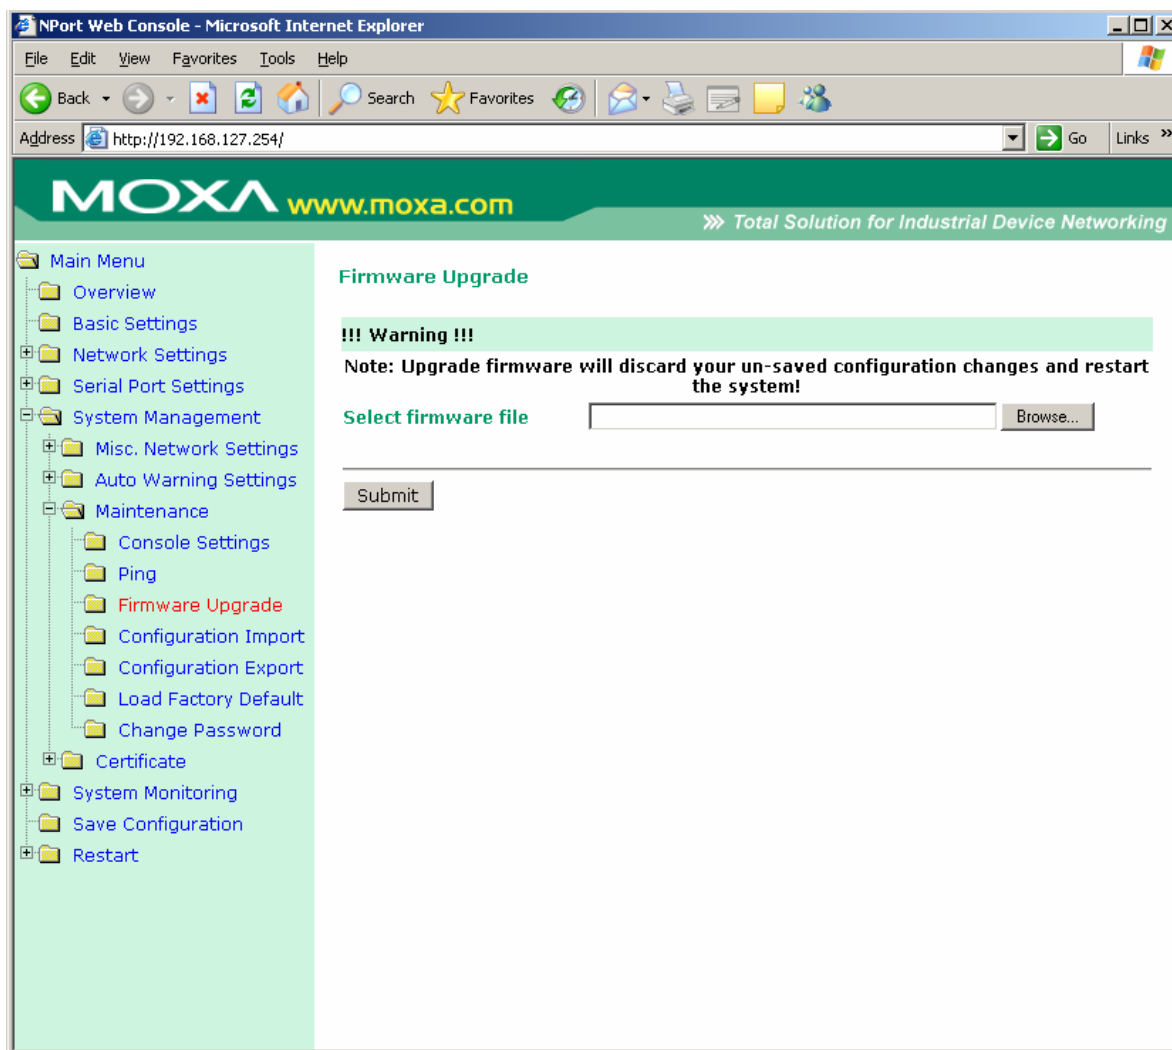 NPort Web Console - Microsoft Internet Explorer
File Edit View Favorites Tools Help
Back Search Favorites
Address http://192.168.127.254/ Go Links »
MOXA www.moxa.com
Total Solution for Industrial Device Networking
Main Menu
Overview
Basic Settings
Network Settings
Serial Port Settings
System Management
Misc. Network Settings
Auto Warning Settings
Maintenance
Console Settings
Ping
Firmware Upgrade
Configuration Import
Configuration Export
Load Factory Default
Change Password
Certificate
System Monitoring
Save Configuration
Restart
Firmware Upgrade
!!! Warning !!!
Note: Upgrade firmware will discard your un-saved configuration changes and restart
the system!
Select firmware file Browse...
Submit